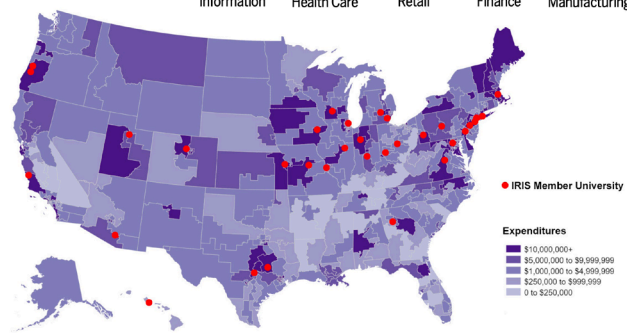 Information Health Care Retail Finance Manufacturing
IRIS Member University
Expenditures
$10,000,000+
$5,000,000 to $9,999,999
$1,000,000 to $4,999,999
$250,000 to $999,999
0 to $250,000